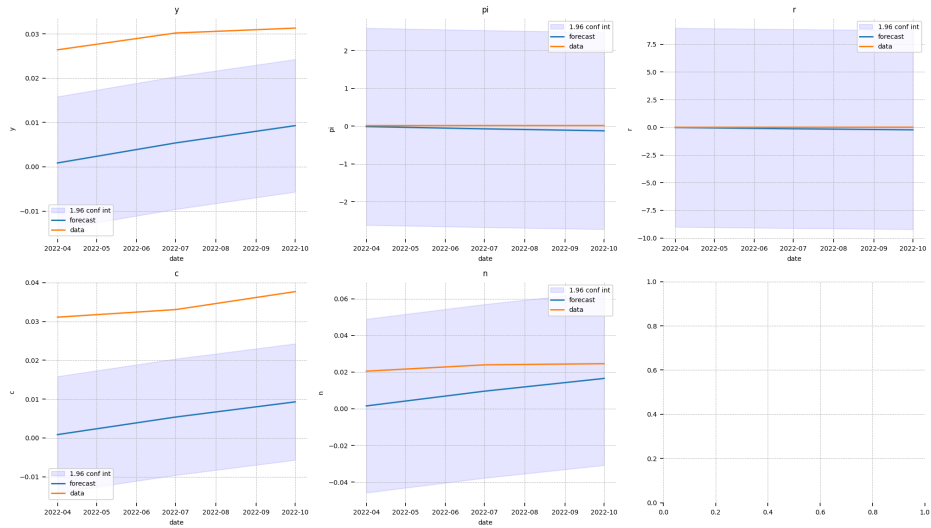 y
0.03
0.02
0.01
0.00
−0.01
y
1.96 conf int
forecast
data
2022-04 2022-05 2022-06 2022-07 2022-08 2022-09 2022-10
date
pi
2
1
0
−1
−2
pi
1.96 conf int
forecast
data
2022-04 2022-05 2022-06 2022-07 2022-08 2022-09 2022-10
date
r
7.5
5.0
2.5
0.0
−2.5
−5.0
−7.5
−10.0
r
1.96 conf int
forecast
data
2022-04 2022-05 2022-06 2022-07 2022-08 2022-09 2022-10
date
c
0.04
0.03
0.02
0.01
0.00
−0.01
c
1.96 conf int
forecast
data
2022-04 2022-05 2022-06 2022-07 2022-08 2022-09 2022-10
date
n
0.06
0.04
0.02
0.00
−0.02
−0.04
n
1.96 conf int
forecast
data
2022-04 2022-05 2022-06 2022-07 2022-08 2022-09 2022-10
date
1.0
0.8
0.6
0.4
0.2
0.0
0.0 0.2 0.4 0.6 0.8 1.0